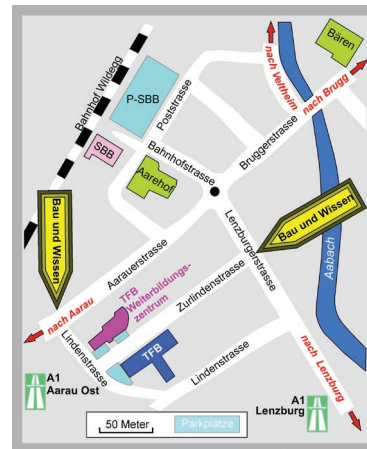 Bären
nach Veltheim
nach Brugg
Bahnhof Wildegg
P-SBB
Poststrasse
SBB
Bahnhofstrasse
Bruggerstrasse
Aarehof
Bau und Wissen
Bau und Wissen
Lenzburgerstrasse
Aabach
Aarauerstrasse
TFB
Weiterbildungs-
zentrum
Zurlindenstrasse
nach Aarau
Lindenstrasse
TFB
Lindenstrasse
nach Lenzburg
A1
Aarau Ost
A1
Lenzburg
50 Meter
Parkplätze